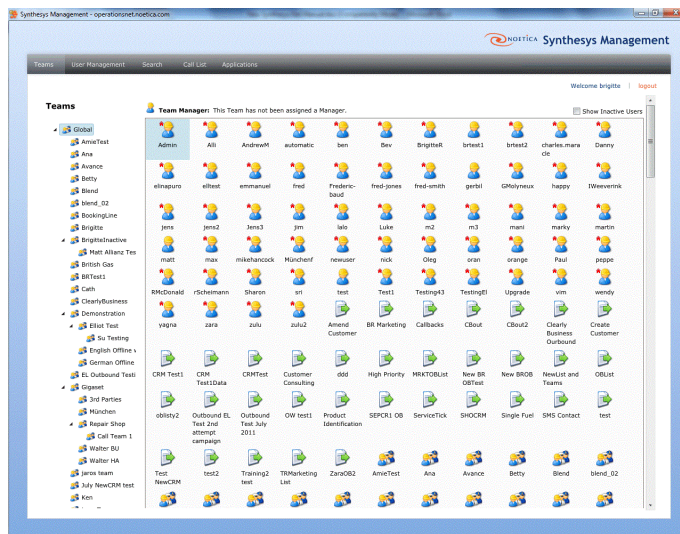 Synthesys Management - operationsnet.noetica.com
NOETICA Synthesys Management
Teams User Management Search Call List Applications
Welcome brigitte | logout
Teams
Team Manager: This Team has not been assigned a Manager.
Show Inactive Users
Global
AmieTest
Ana
Avance
Betty
Blend
blend_02
BookingLine
Brigitte
BrigitteInactive
Matt Allianz Tes
British Gas
BRTest1
Cath
ClearlyBusiness
Demonstration
Elliot Test
Su Testing
English Offline v
German Offline
EL Outbound Testi
Gigaset
3rd Parties
München
Repair Shop
Call Team 1
Walter BU
Walter HA
Jaros team
July NewCRM test
Ken
Admin Alli AndrewM automatic ben Bev BrigitteR brtest1 brtest2 charles.mara Danny
cle
elinapuro elltest emmanuel fred Frederic- fred-jones fred-smith gerbil GMolyneux happy IWeeverink
baud
jens jens2 Jens3 jim lalo Luke m2 m3 mani marky martin
matt max mikehancock Münchenf newuser nick Oleg oran orange Paul peppe
RMcDonald rScheimann Sharon sri test Test1 Testing43 TestingEl Upgrade vim wendy
yagna zara zulu zulu2 Amend BR Marketing Callbacks CBout CBout2 Clearly Create
Customer Business Customer
Ourbound
CRM Test1 CRM CRMTest Customer ddd High Priority MRKTOBList New BR New BROB NewList and OBList
Test1Data Consulting OBTest Teams
oblisty2 Outbound EL Outbound OW test1 Product SEPCR1 OB ServiceTick SHOCRM Single Fuel SMS Contact test
Test 2nd Test July Identification
attempt 2011
campaign
Test test2 Training2 TRMarketing ZaraOB2 AmieTest Ana Avance Betty Blend blend_02
NewCRM test List